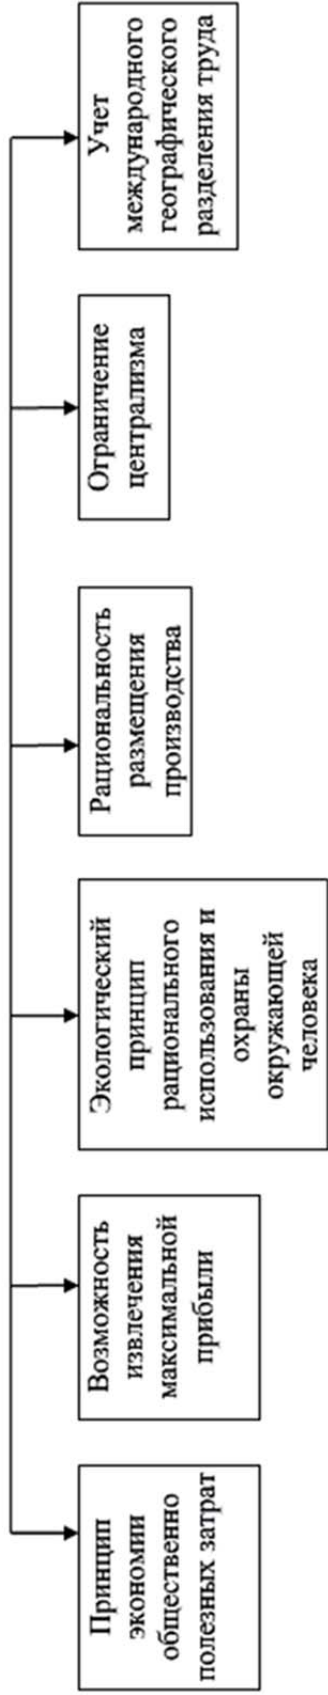 Принцип
экономии
общественно
полезных затрат
Возможность
извлечения
максимальной
прибыли
Экологический
принцип
рационального
использования и
охраны
окружающей
человека
Рациональность
размещения
производства
Ограничение
централизма
Учет
международного
географического
разделения труда